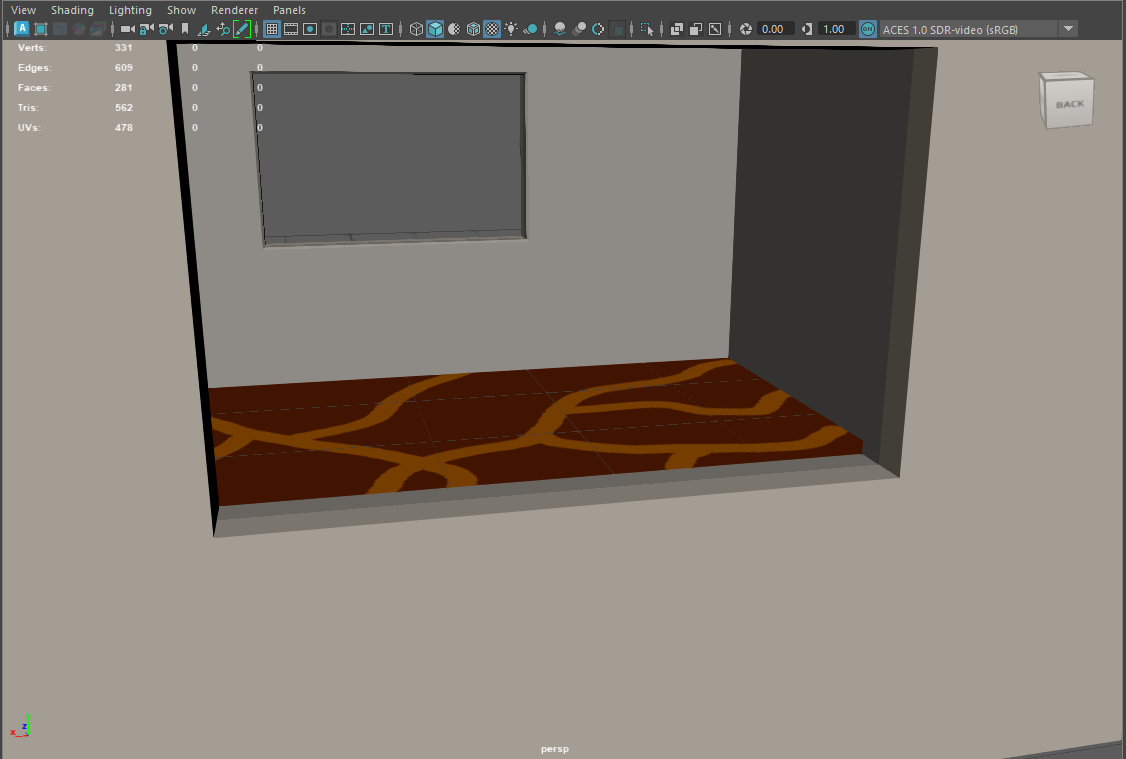 View Shading Lighting Show Renderer Panels
A T 0.00 1.00 ON ACES 1.0 SDR-video (sRGB)
Verts: 331 0 0
Edges: 609 0 0
Faces: 281 0 0
Tris: 562 0 0
UVs: 478 0 0
BACK
y
z
x
persp